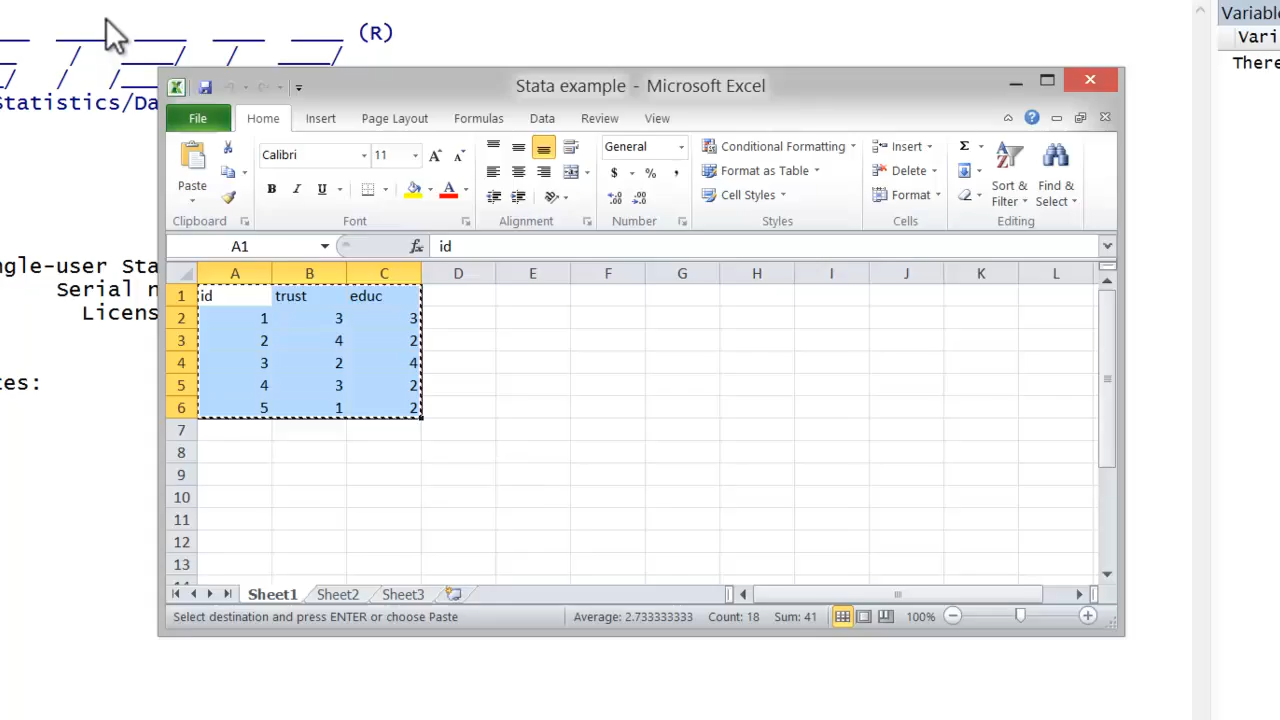 (R)
Statistics/Da
Stata example - Microsoft Excel
Variable
Vari
There
File Home Insert Page Layout Formulas Data Review View
Paste
Calibri 11
General
$ % ,
Conditional Formatting
Format as Table
Cell Styles
Insert
Delete
Format
Σ
Sort & Filter
Find & Select
Clipboard Font Alignment Number Styles Cells Editing
A1 fx id
A B C D E F G H I J K L
1 id trust educ
2 1 3 3
3 2 4 2
4 3 2 4
5 4 3 2
6 5 1 2
7
8
9
10
11
12
13
14
ngle-user Sta
Serial n
Licens
tes:
Sheet1 Sheet2 Sheet3
Select destination and press ENTER or choose Paste Average: 2.733333333 Count: 18 Sum: 41 100%